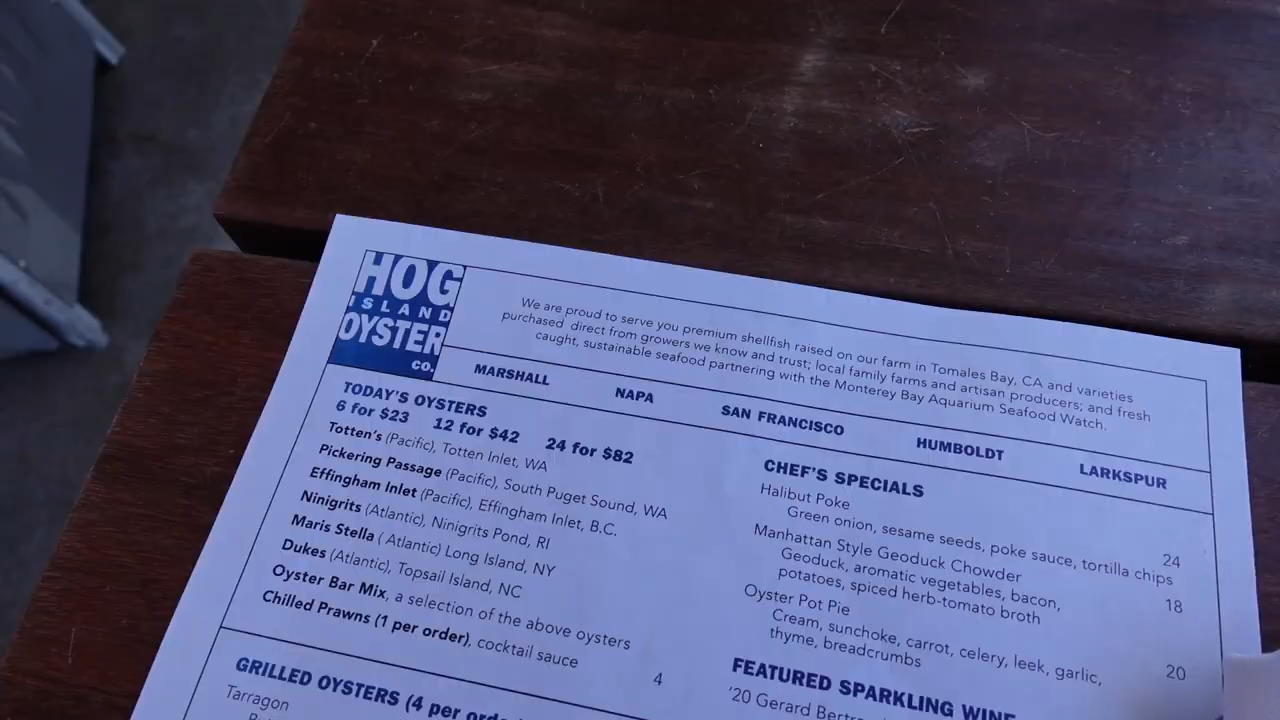 HOG
ISLAND
OYSTER
CO.
We are proud to serve you premium shellfish raised on our farm in Tomales Bay, CA and varieties
purchased direct from growers we know and trust; local family farms and artisan producers; and fresh
caught, sustainable seafood partnering with the Monterey Bay Aquarium Seafood Watch.
MARSHALL NAPA SAN FRANCISCO HUMBOLDT LARKSPUR
TODAY'S OYSTERS
6 for $23 12 for $42 24 for $82
Totten's (Pacific), Totten Inlet, WA
Pickering Passage (Pacific), South Puget Sound, WA
Effingham Inlet (Pacific), Effingham Inlet, B.C.
Ninigrits (Atlantic), Ninigrits Pond, RI
Maris Stella ( Atlantic) Long Island, NY
Dukes (Atlantic), Topsail Island, NC
Oyster Bar Mix, a selection of the above oysters
Chilled Prawns (1 per order), cocktail sauce 4
GRILLED OYSTERS (4 per
Tarragon
CHEF'S SPECIALS
Halibut Poke 24
Green onion, sesame seeds, poke sauce, tortilla chips
Manhattan Style Geoduck Chowder 18
Geoduck, aromatic vegetables, bacon,
potatoes, spiced herb-tomato broth
Oyster Pot Pie 20
Cream, sunchoke, carrot, celery, leek, garlic,
thyme, breadcrumbs
FEATURED SPARKLING WINE
'20 Gerard